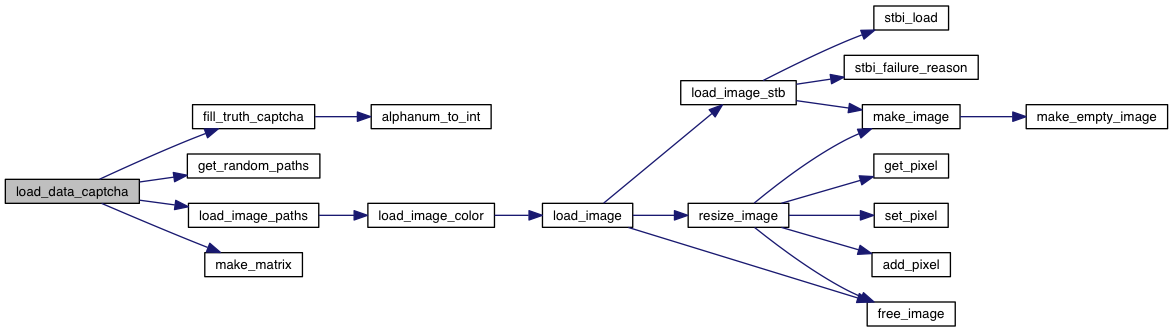 load_data_captcha
fill_truth_captcha
get_random_paths
load_image_paths
make_matrix
alphanum_to_int
load_image_color
load_image
load_image_stb
resize_image
stbi_load
stbi_failure_reason
make_image
get_pixel
set_pixel
add_pixel
free_image
make_empty_image